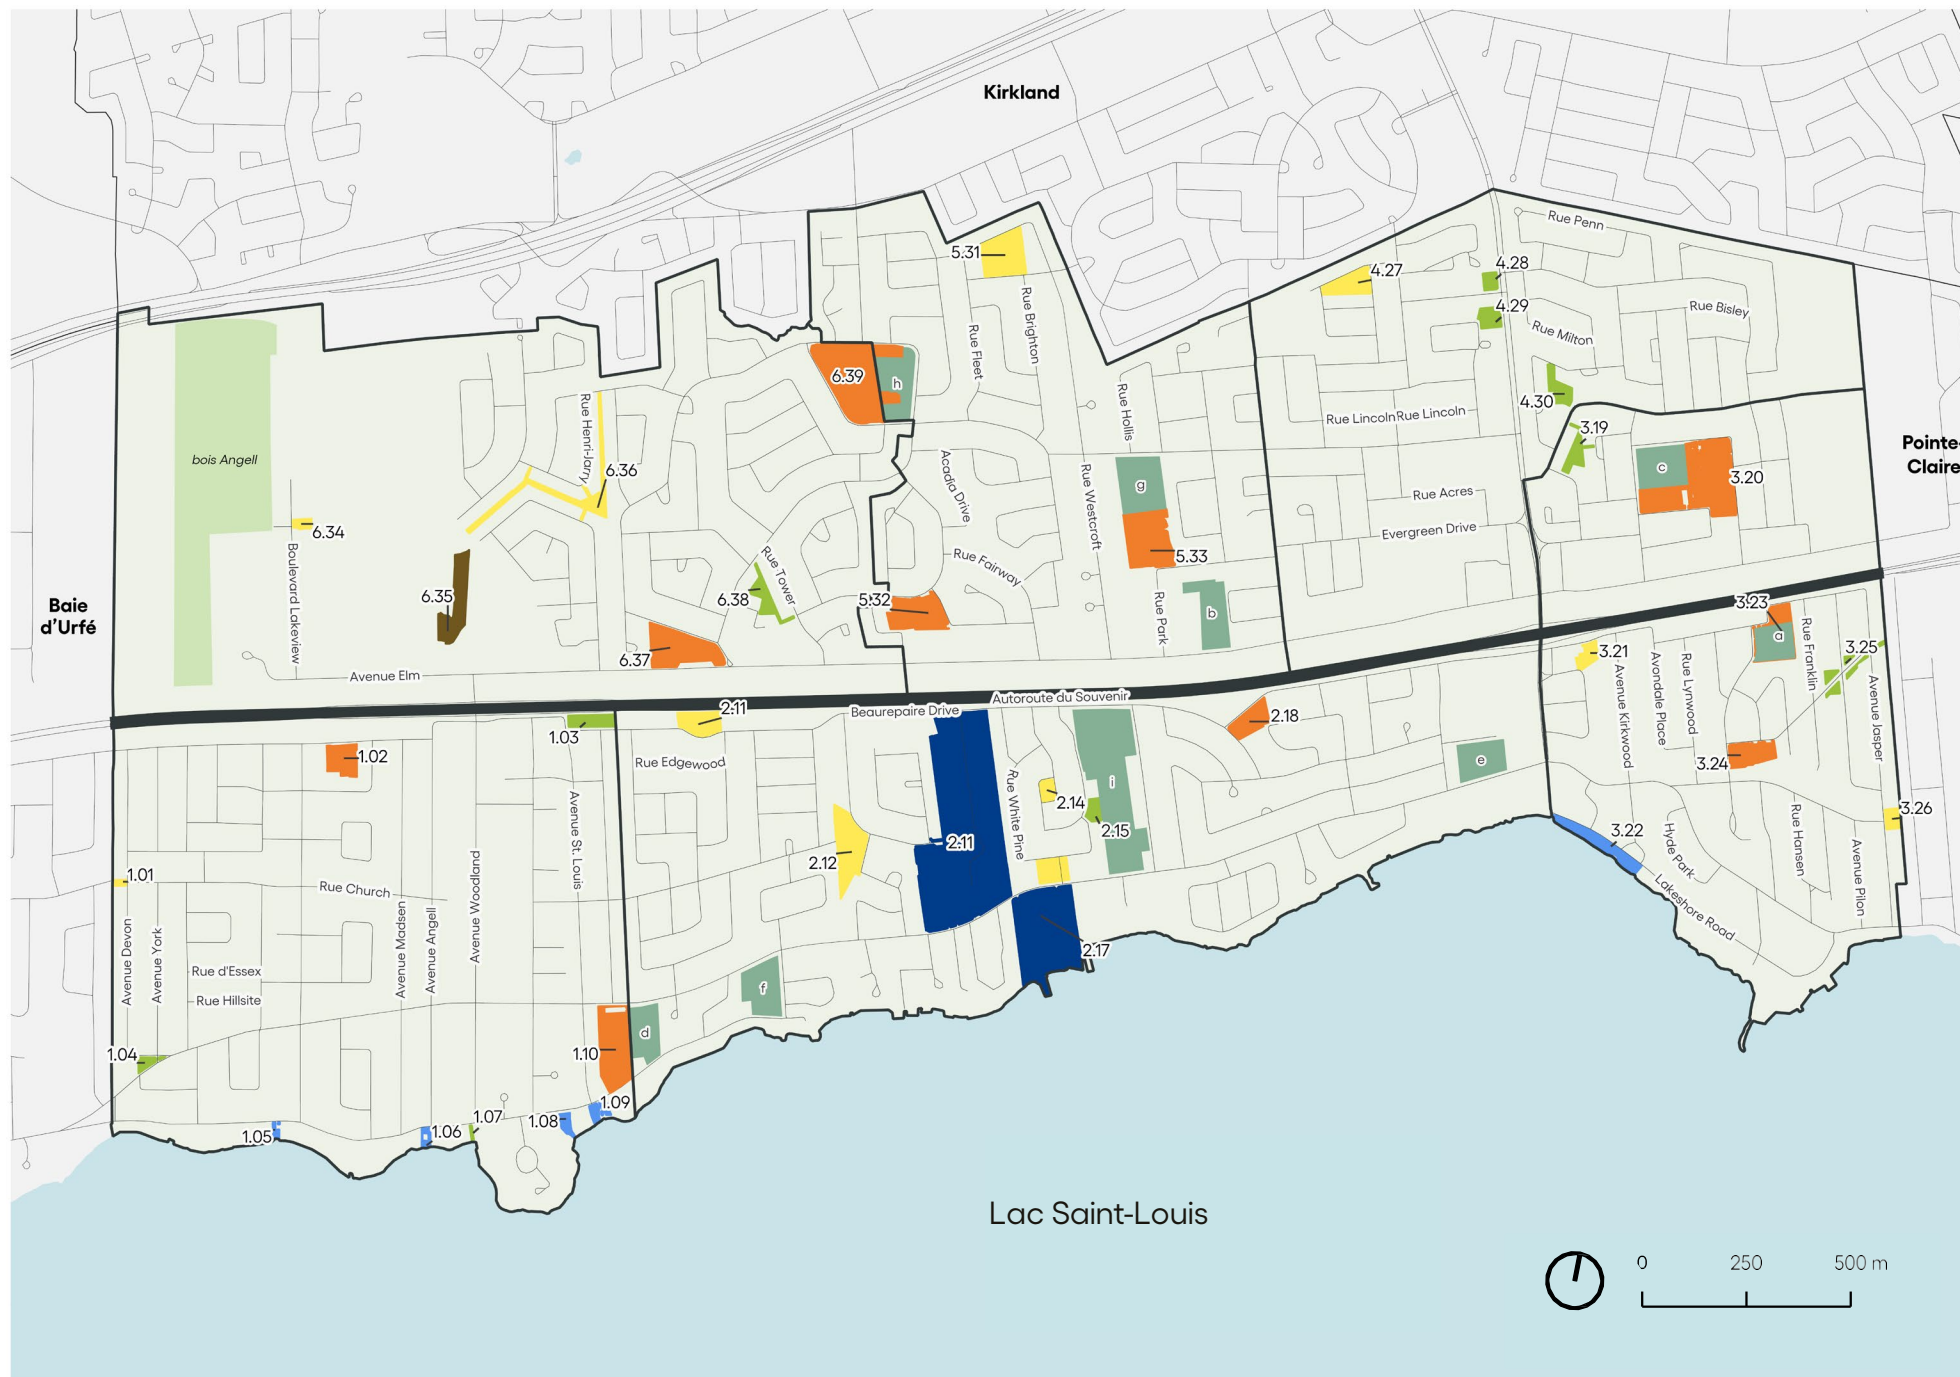 Kirkland
Rue Penn
5.31
4.28
4.27
4.29
Rue Bisley
Rue Brighton
Rue Milton
Rue Fleet
6.39
h
4.30
Rue Hollis
Rue Henri-Jarry
Rue LincolnRue Lincoln
3.19
Pointe-
Claire
bois Angell
6.36
c
3.20
Acadia Drive
g
Rue Westcroft
Rue Acres
6.34
Evergreen Drive
5.33
Boulevard Lakeview
Rue Fairway
Rue Tower
6.35
6.38
5.32
Baie
d'Urfé
Rue Park
b
3.23
a
3.25
3.21
Rue Franklin
6.37
Avenue Elm
Avenue Kirkwood
Avondale Place
Rue Lynwood
Avenue Jasper
Autoroute du Souvenir
2.11
Beaurepaire Drive
2.18
1.03
1.02
Rue Edgewood
e
3.24
i
2.14
Rue White Pine
2.15
3.26
Avenue St. Louis
2.11
2.12
3.22
Hyde Park
Rue Hansen
1.01
Rue Church
Avenue Woodland
Avenue Pilon
Lakeshore Road
Avenue Devon
Avenue York
Avenue Madsen
Avenue Angell
2.17
Rue d'Essex
Rue Hillsite
f
d
1.04
1.10
1.09
1.07
1.08
1.06
1.05
Lac Saint-Louis
0 250 500 m